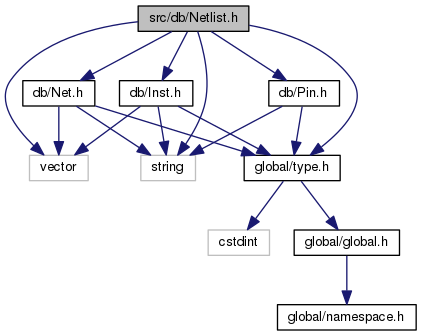 src/db/Netlist.h
db/Net.h
db/Inst.h
db/Pin.h
vector
string
global/type.h
cstdint
global/global.h
global/namespace.h